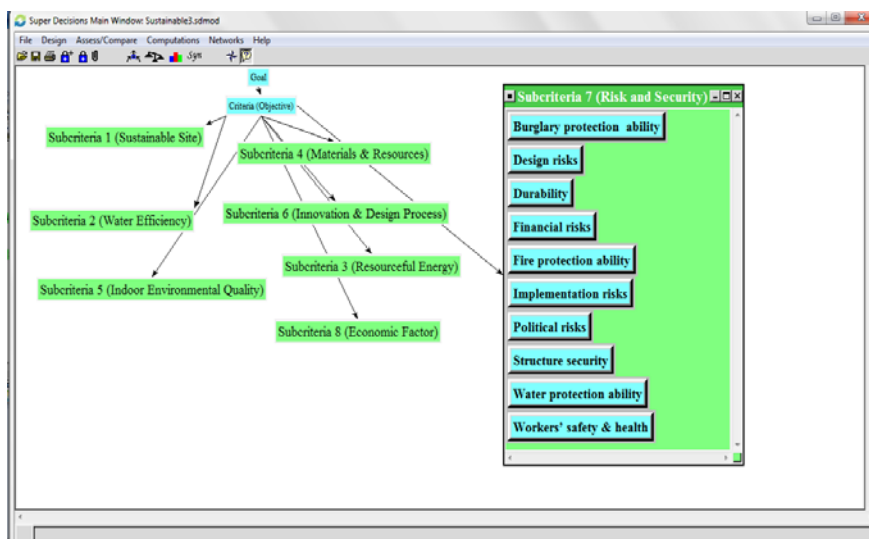 Super Decisions Main Window: Sustainable3.sdmod
File Design Assess/Compare Computations Networks Help
Syn
Goal
Criteria (Objective)
Subcriteria 1 (Sustainable Site)
Subcriteria 4 (Materials & Resources)
Subcriteria 2 (Water Efficiency)
Subcriteria 6 (Innovation & Design Process)
Subcriteria 3 (Resourceful Energy)
Subcriteria 5 (Indoor Environmental Quality)
Subcriteria 8 (Economic Factor)
Subcriteria 7 (Risk and Security)
Burglary protection ability
Design risks
Durability
Financial risks
Fire protection ability
Implementation risks
Political risks
Structure security
Water protection ability
Workers' safety & health